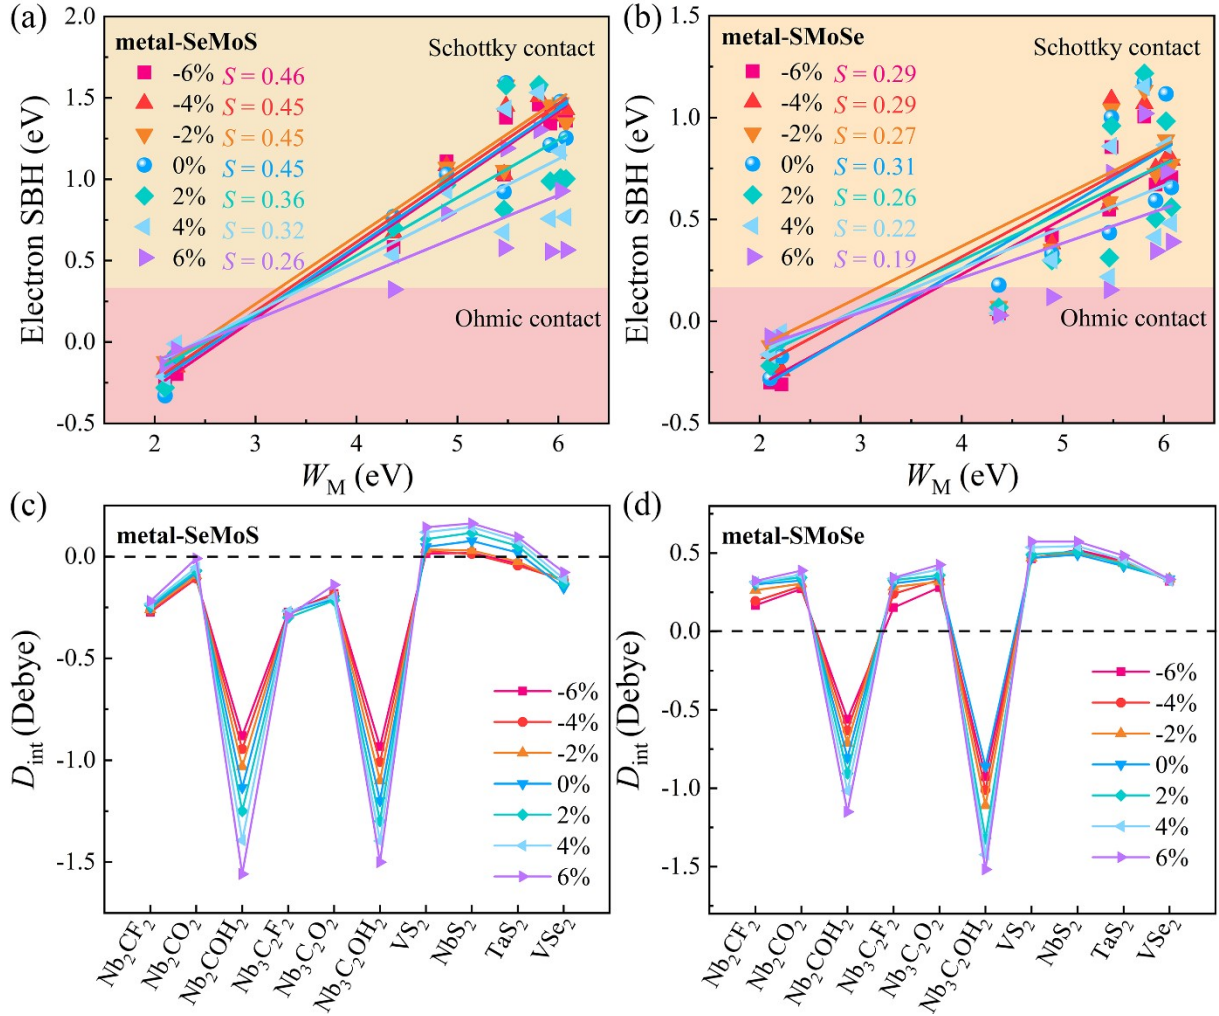 (a)
metal-SeMoS
Schottky contact
-6% S = 0.46
-4% S = 0.45
-2% S = 0.45
0% S = 0.45
2% S = 0.36
4% S = 0.32
6% S = 0.26
Ohmic contact
Electron SBH (eV)
2.0
1.5
1.0
0.5
0.0
-0.5
2 3 4 5 6
W_M (eV)
(b)
metal-SMoSe
Schottky contact
-6% S = 0.29
-4% S = 0.29
-2% S = 0.27
0% S = 0.31
2% S = 0.26
4% S = 0.22
6% S = 0.19
Ohmic contact
Electron SBH (eV)
1.5
1.0
0.5
0.0
-0.5
2 3 4 5 6
W_M (eV)
(c)
metal-SeMoS
D_int (Debye)
0.0
-0.5
-1.0
-1.5
-6%
-4%
-2%
0%
2%
4%
6%
Nb₂CF₂
Nb₂CO₂
Nb₂COH₂
Nb₃C₂F₂
Nb₃C₂O₂
Nb₃C₂OH₂
VS₂
NbS₂
TaS₂
VSe₂
(d)
metal-SMoSe
D_int (Debye)
0.5
0.0
-0.5
-1.0
-1.5
-6%
-4%
-2%
0%
2%
4%
6%
Nb₂CF₂
Nb₂CO₂
Nb₂COH₂
Nb₃C₂F₂
Nb₃C₂O₂
Nb₃C₂OH₂
VS₂
NbS₂
TaS₂
VSe₂